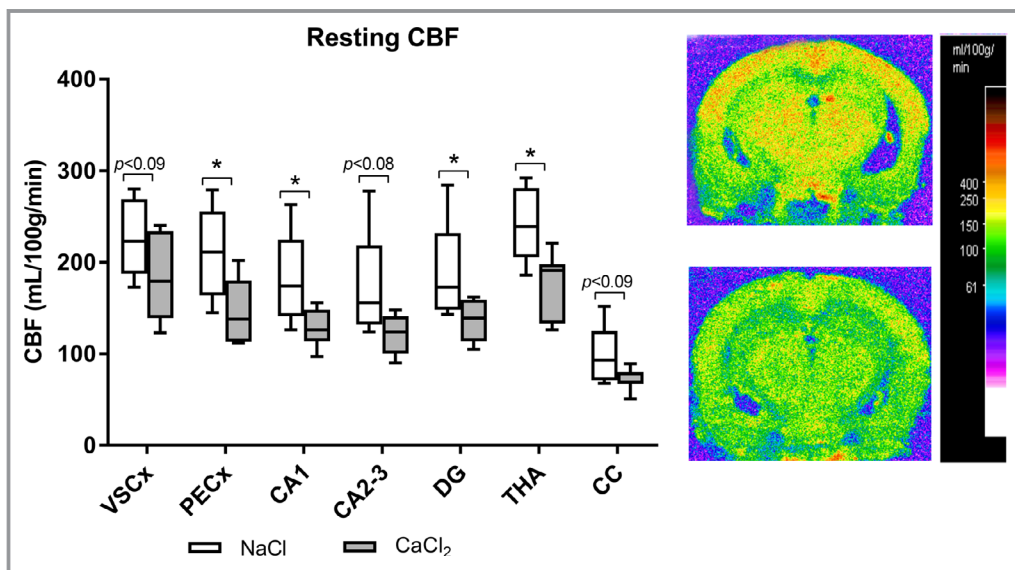 Resting CBF
CBF (mL/100g/min)
400
300
200
100
0
p<0.09
*
*
p<0.08
*
*
p<0.09
VSCx
PECx
CA1
CA2-3
DG
THA
CC
NaCl
CaCl₂
ml/100g/
min
400
250
150
100
61